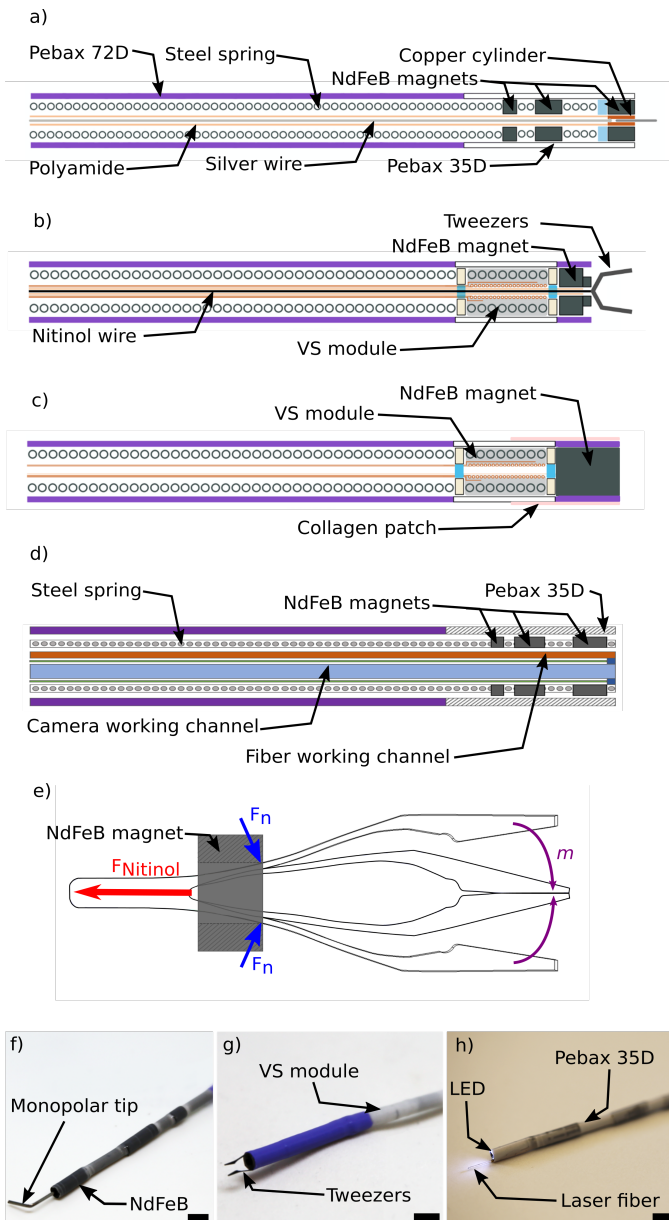 a)
Pebax 72D
Steel spring
Copper cylinder
NdFeB magnets
Polyamide
Silver wire
Pebax 35D
b)
Tweezers
NdFeB magnet
Nitinol wire
VS module
c)
NdFeB magnet
VS module
Collagen patch
d)
Steel spring
Pebax 35D
NdFeB magnets
Camera working channel
Fiber working channel
e)
Fn
NdFeB magnet
FNitinol
m
Fn
f)
Monopolar tip
NdFeB
g)
VS module
Tweezers
h)
Pebax 35D
LED
Laser fiber